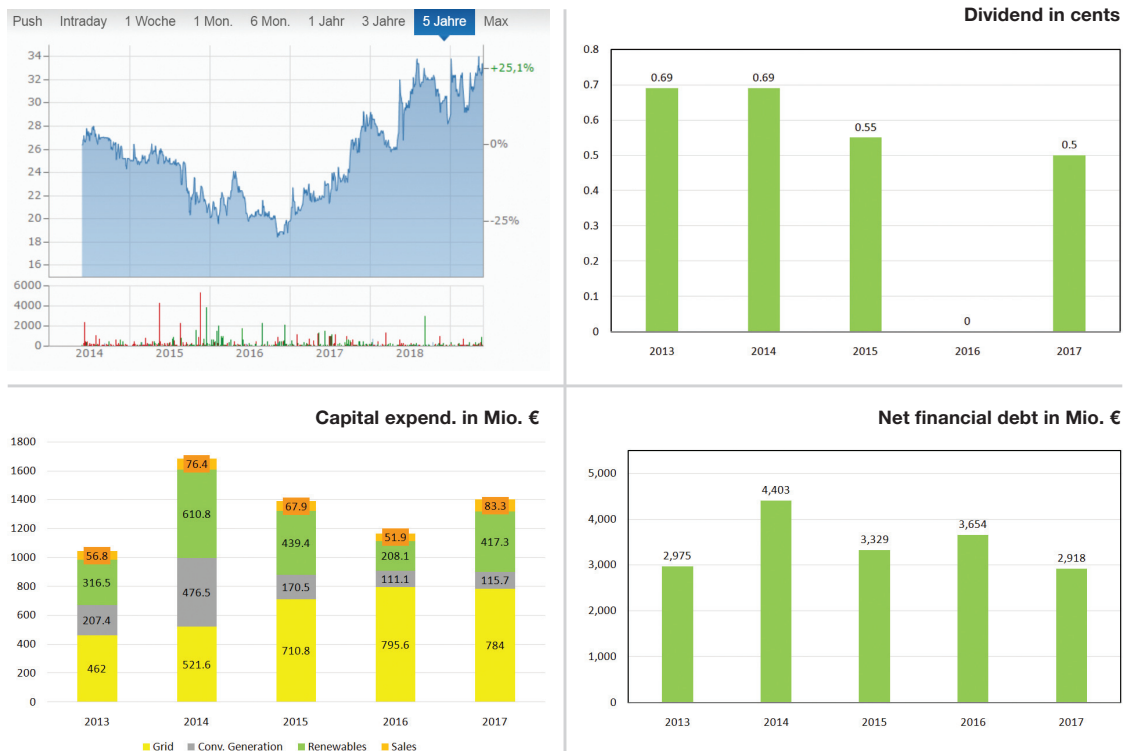 Push Intraday 1 Woche 1 Mon. 6 Mon. 1 Jahr 3 Jahre 5 Jahre Max
34
32
30
28
26
24
22
20
18
16
+25,1%
0%
-25%
6000
4000
2000
0
2014 2015 2016 2017 2018
Dividend in cents
0.8
0.7
0.6
0.5
0.4
0.3
0.2
0.1
0
0.69 0.69 0.55 0 0.5
2013 2014 2015 2016 2017
Capital expend. in Mio. €
1800
1600
1400
1200
1000
800
600
400
200
0
56.8 76.4 67.9 51.9 83.3
316.5 610.8 439.4 208.1 417.3
207.4 476.5 170.5 111.1 115.7
462 521.6 710.8 795.6 784
2013 2014 2015 2016 2017
Grid Conv. Generation Renewables Sales
Net financial debt in Mio. €
5,000
4,000
3,000
2,000
1,000
0
2,975 4,403 3,329 3,654 2,918
2013 2014 2015 2016 2017